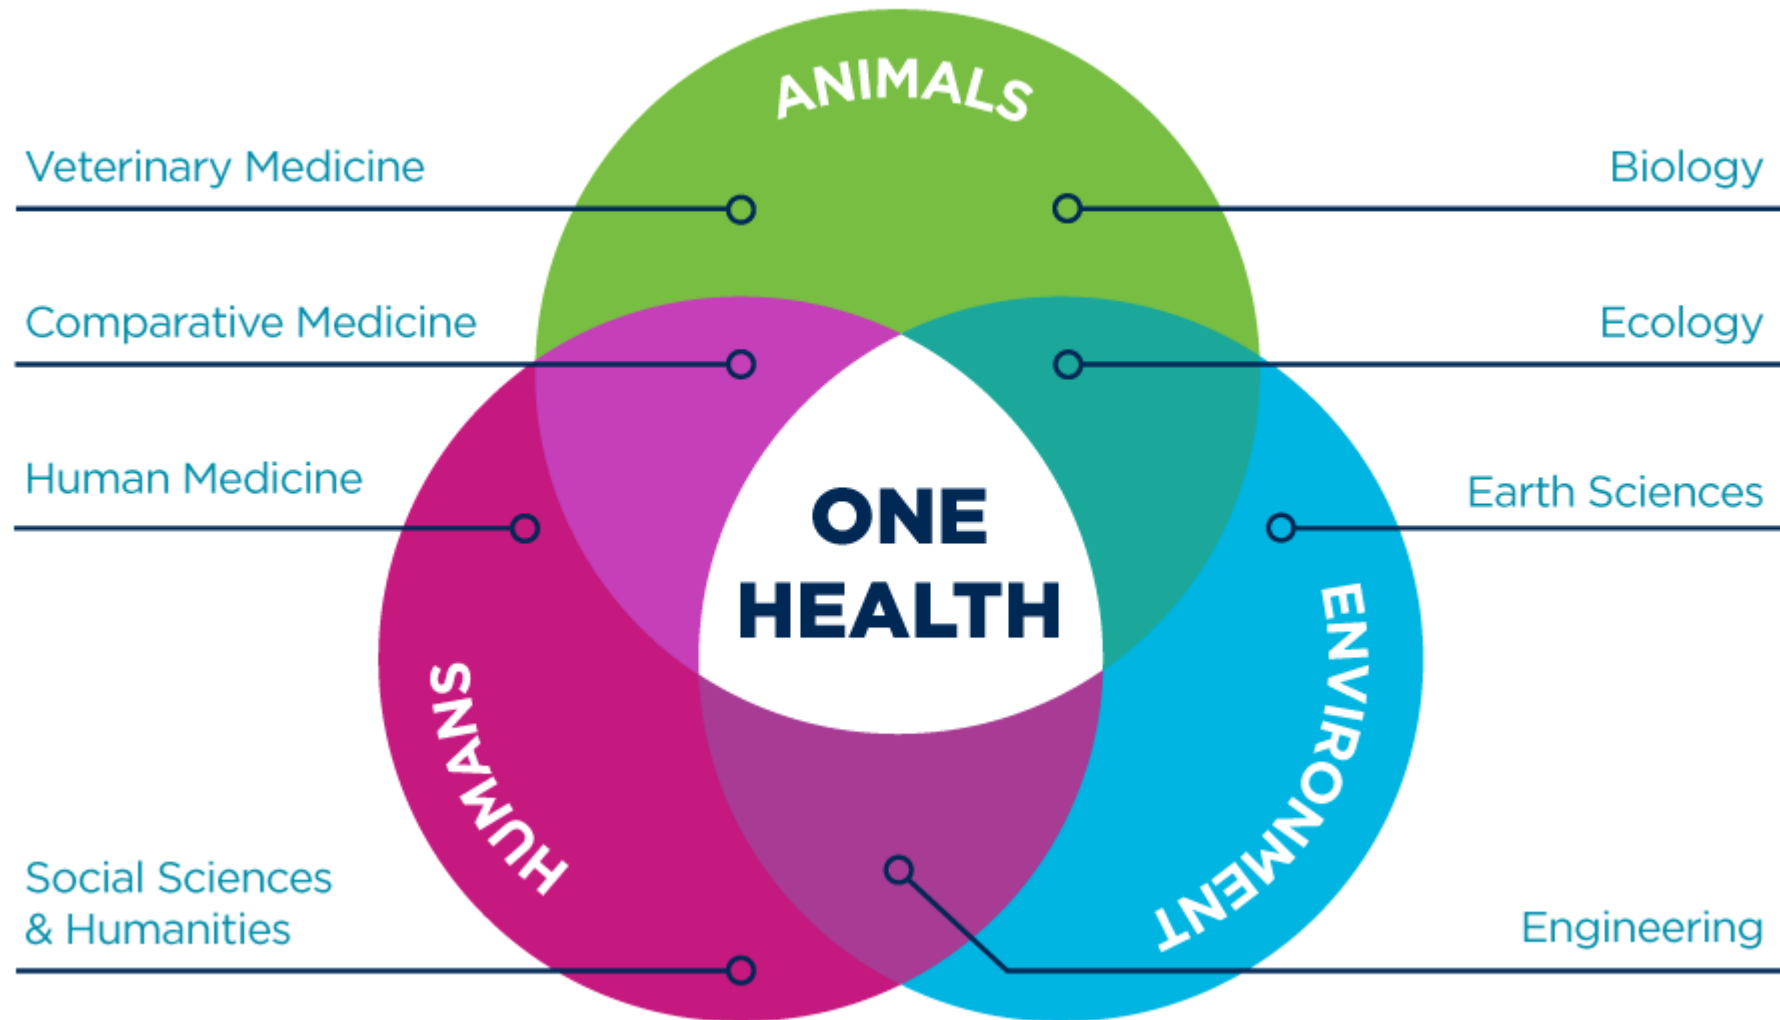 ANIMALS
Veterinary Medicine
Biology
Comparative Medicine
Ecology
Human Medicine
Earth Sciences
ONE
HEALTH
HUMANS
ENVIRONMENT
Social Sciences
& Humanities
Engineering